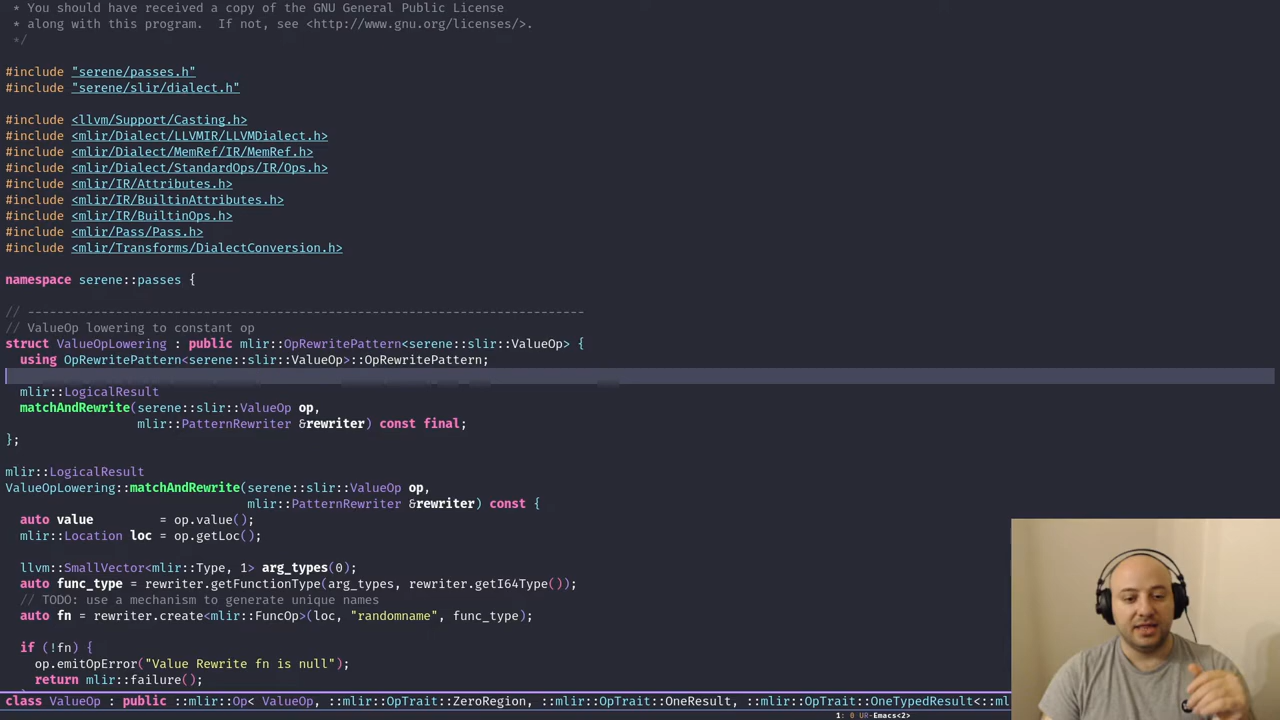 * You should have received a copy of the GNU General Public License
 * along with this program.  If not, see <http://www.gnu.org/licenses/>.
 */
#include "serene/passes.h"
#include "serene/slir/dialect.h"
#include <llvm/Support/Casting.h>
#include <mlir/Dialect/LLVMIR/LLVMDialect.h>
#include <mlir/Dialect/MemRef/IR/MemRef.h>
#include <mlir/Dialect/StandardOps/IR/Ops.h>
#include <mlir/IR/Attributes.h>
#include <mlir/IR/BuiltinAttributes.h>
#include <mlir/IR/BuiltinOps.h>
#include <mlir/Pass/Pass.h>
#include <mlir/Transforms/DialectConversion.h>
namespace serene::passes {
// ----------------------------------------------------------------------------
// ValueOp lowering to constant op
struct ValueOpLowering : public mlir::OpRewritePattern<serene::slir::ValueOp> {
  using OpRewritePattern<serene::slir::ValueOp>::OpRewritePattern;
  mlir::LogicalResult
  matchAndRewrite(serene::slir::ValueOp op,
                  mlir::PatternRewriter &rewriter) const final;
};
mlir::LogicalResult
ValueOpLowering::matchAndRewrite(serene::slir::ValueOp op,
                                 mlir::PatternRewriter &rewriter) const {
  auto value         = op.value();
  mlir::Location loc = op.getLoc();
  llvm::SmallVector<mlir::Type, 1> arg_types(0);
  auto func_type = rewriter.getFunctionType(arg_types, rewriter.getI64Type());
  // TODO: use a mechanism to generate unique names
  auto fn = rewriter.create<mlir::FuncOp>(loc, "randomname", func_type);
  if (!fn) {
    op.emitOpError("Value Rewrite fn is null");
    return mlir::failure();
class ValueOp : public ::mlir::Op< ValueOp, ::mlir::OpTrait::ZeroRegion, ::mlir::OpTrait::OneResult, ::mlir::OpTrait::OneTypedResult<::ml
1: 0 UR-Emacs<2>